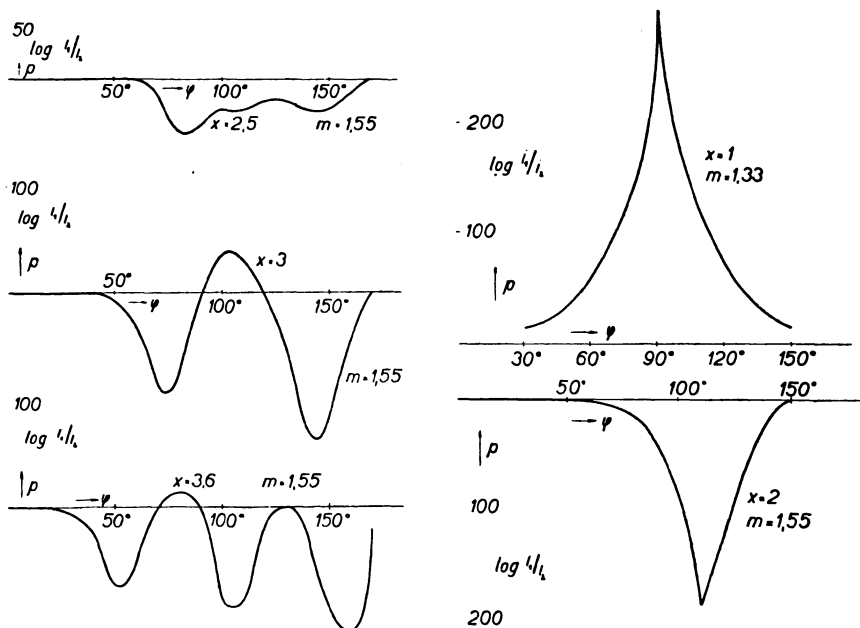 50
log i₁/i₂
p
50° → φ 100° 150°
x = 2,5 m = 1,55
100
log i₁/i₂
p
x = 3
50° → φ 100° 150°
m = 1,55
100
log i₁/i₂
p
x = 3,6 m = 1,55
→ φ 50° 100° 150°
- 200
log i₁/i₂
x = 1
m = 1,33
- 100
p
→ φ
30° 60° 90° 120° 150°
50° 100° 150°
→ φ
p
100
x = 2
m = 1,55
log i₁/i₂
200